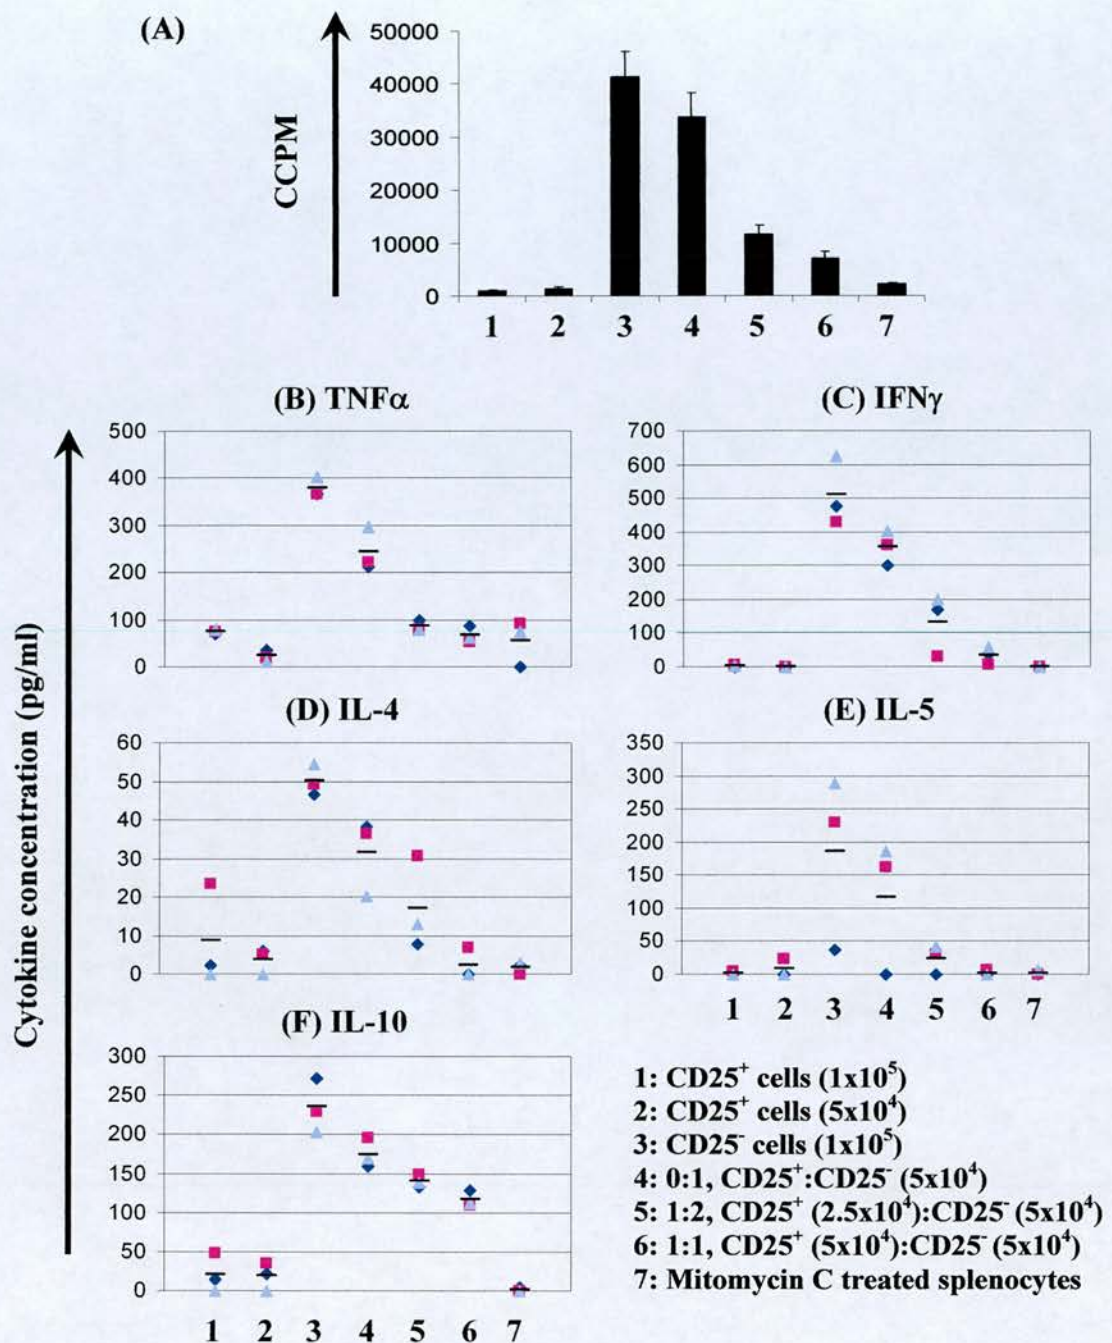 (A)
CCPM
50000
40000
30000
20000
10000
0
1 2 3 4 5 6 7
Cytokine concentration (pg/ml)
(B) TNFα
500
400
300
200
100
0
(C) IFNγ
700
600
500
400
300
200
100
0
(D) IL-4
60
50
40
30
20
10
0
(E) IL-5
350
300
250
200
150
100
50
0
1 2 3 4 5 6 7
(F) IL-10
300
250
200
150
100
50
0
1 2 3 4 5 6 7
1: CD25⁺ cells (1x10⁵)
2: CD25⁺ cells (5x10⁴)
3: CD25⁻ cells (1x10⁵)
4: 0:1, CD25⁺:CD25⁻ (5x10⁴)
5: 1:2, CD25⁺ (2.5x10⁴):CD25⁻ (5x10⁴)
6: 1:1, CD25⁺ (5x10⁴):CD25⁻ (5x10⁴)
7: Mitomycin C treated splenocytes